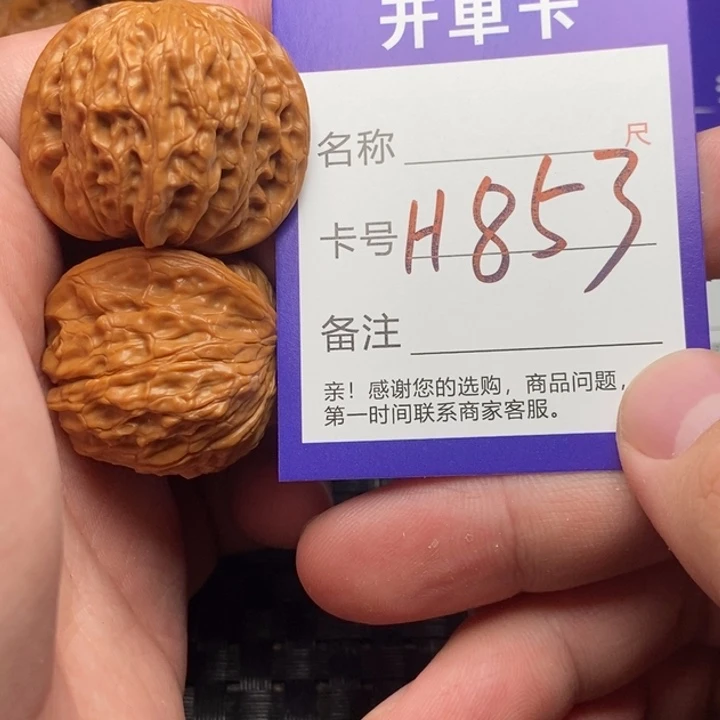 开单卡
名称
尺
卡号 H853
备注
亲！感谢您的选购，商品问题，
第一时间联系商家客服。